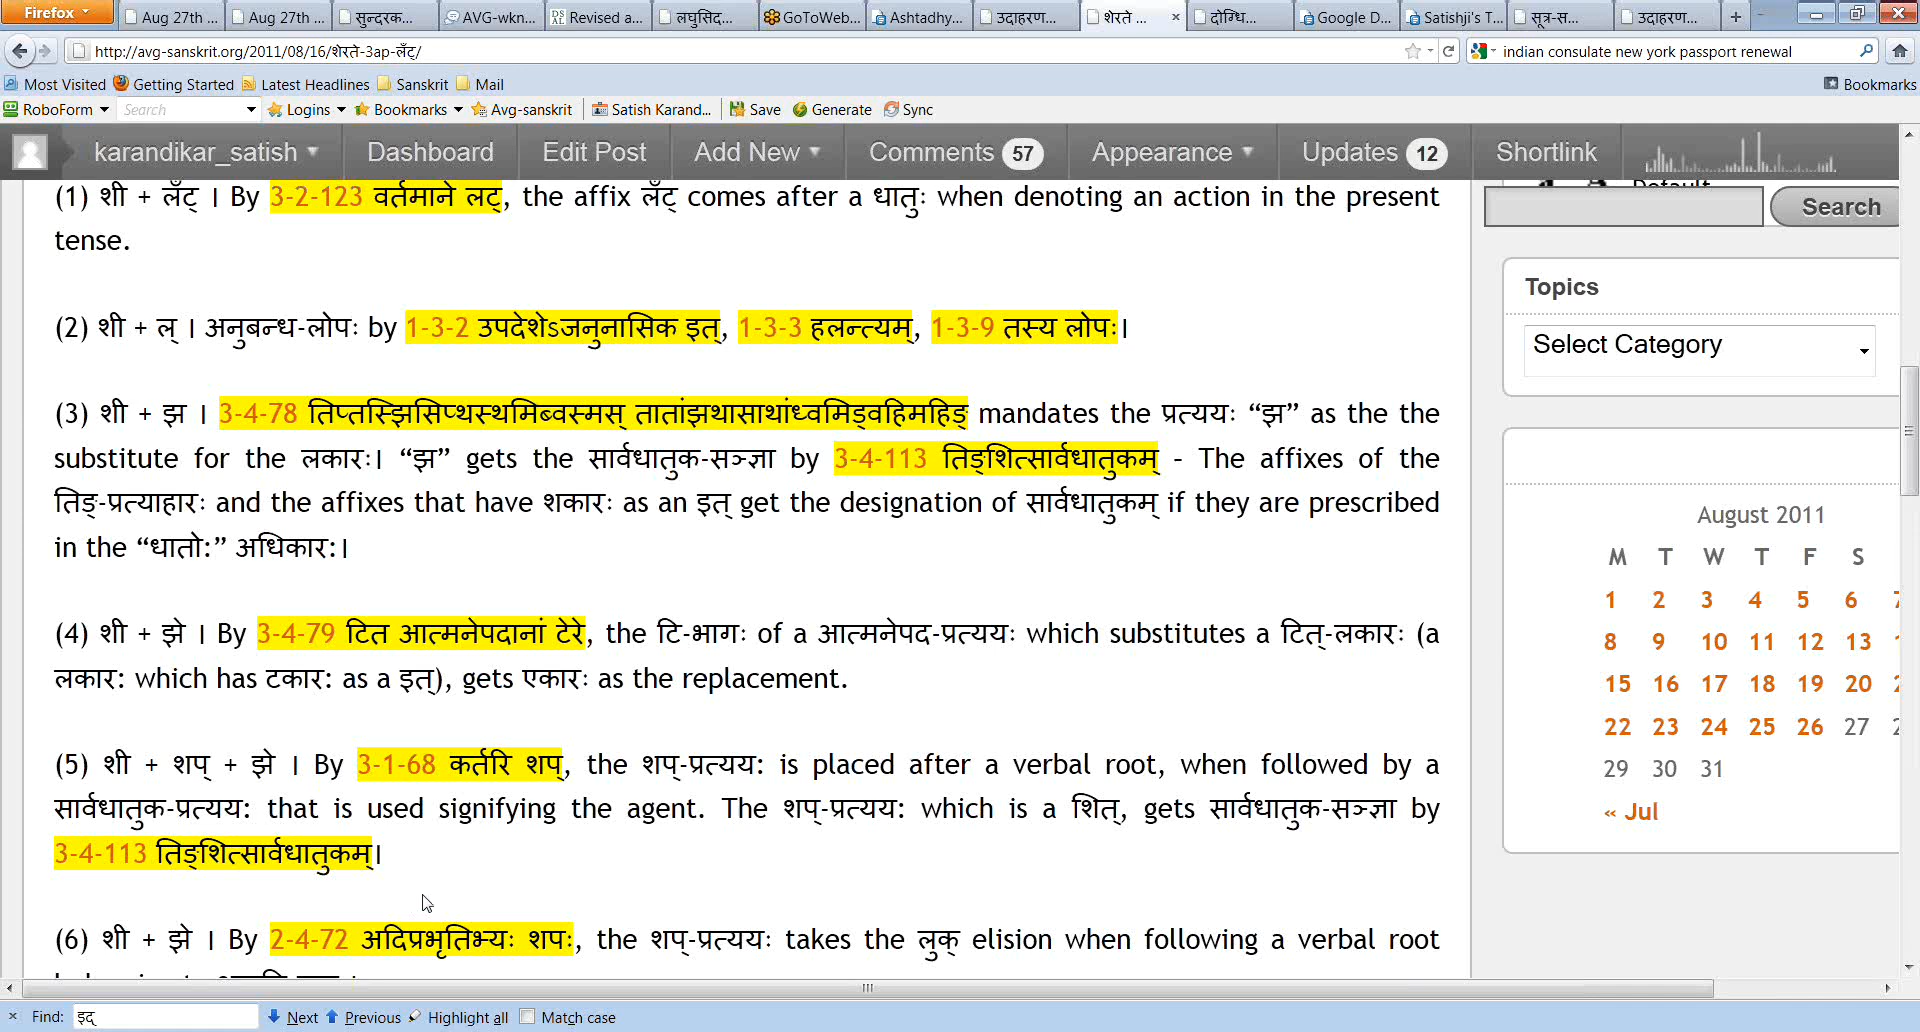 Firefox
Aug 27th ...
Aug 27th ...
सुन्दरक...
AVG-wkn...
Revised a...
लघुसिद्...
GoToWeb...
Ashtadhy...
उदाहरण...
शेरते ...
दोग्धि...
Google D...
Satishji's T...
सूत्र-स...
उदाहरण...
http://avg-sanskrit.org/2011/08/16/शेरते-3ap-लँट्/
indian consulate new york passport renewal
Most Visited Getting Started Latest Headlines Sanskrit Mail
Bookmarks
RoboForm Search Logins Bookmarks Avg-sanskrit Satish Karand... Save Generate Sync
karandikar_satish Dashboard Edit Post Add New Comments 57 Appearance Updates 12 Shortlink
(1) शी + लँट् । By 3-2-123 वर्तमाने लट्, the affix लँट् comes after a धातुः when denoting an action in the present
tense.
(2) शी + ल् । अनुबन्ध-लोपः by 1-3-2 उपदेशेऽजनुनासिक इत्, 1-3-3 हलन्त्यम्, 1-3-9 तस्य लोपः।
(3) शी + झ । 3-4-78 तिप्तस्झिसिप्थस्थमिब्वस्मस् तातांझथासाथांध्वमिड्वहिमहिङ् mandates the प्रत्ययः “झ” as the the
substitute for the लकारः। “झ” gets the सार्वधातुक-सञ्ज्ञा by 3-4-113 तिङ्शित्सार्वधातुकम् – The affixes of the
तिङ्-प्रत्याहारः and the affixes that have शकारः as an इत् get the designation of सार्वधातुकम् if they are prescribed
in the “धातो:” अधिकार:।
(4) शी + झे । By 3-4-79 टित आत्मनेपदानां टेरे, the टि-भागः of a आत्मनेपद-प्रत्ययः which substitutes a टित्-लकारः (a
लकार: which has टकार: as a इत्), gets एकारः as the replacement.
(5) शी + शप् + झे । By 3-1-68 कर्तरि शप्, the शप्-प्रत्यय: is placed after a verbal root, when followed by a
सार्वधातुक-प्रत्यय: that is used signifying the agent. The शप्-प्रत्यय: which is a शित्, gets सार्वधातुक-सञ्ज्ञा by
3-4-113 तिङ्शित्सार्वधातुकम्।
(6) शी + झे । By 2-4-72 अदिप्रभृतिभ्यः शपः, the शप्-प्रत्ययः takes the लुक् elision when following a verbal root
Default
Search
Topics
Select Category
August 2011
M T W T F S
1 2 3 4 5 6
8 9 10 11 12 13
15 16 17 18 19 20
22 23 24 25 26 27
29 30 31
« Jul
Find: इद् Next Previous Highlight all Match case